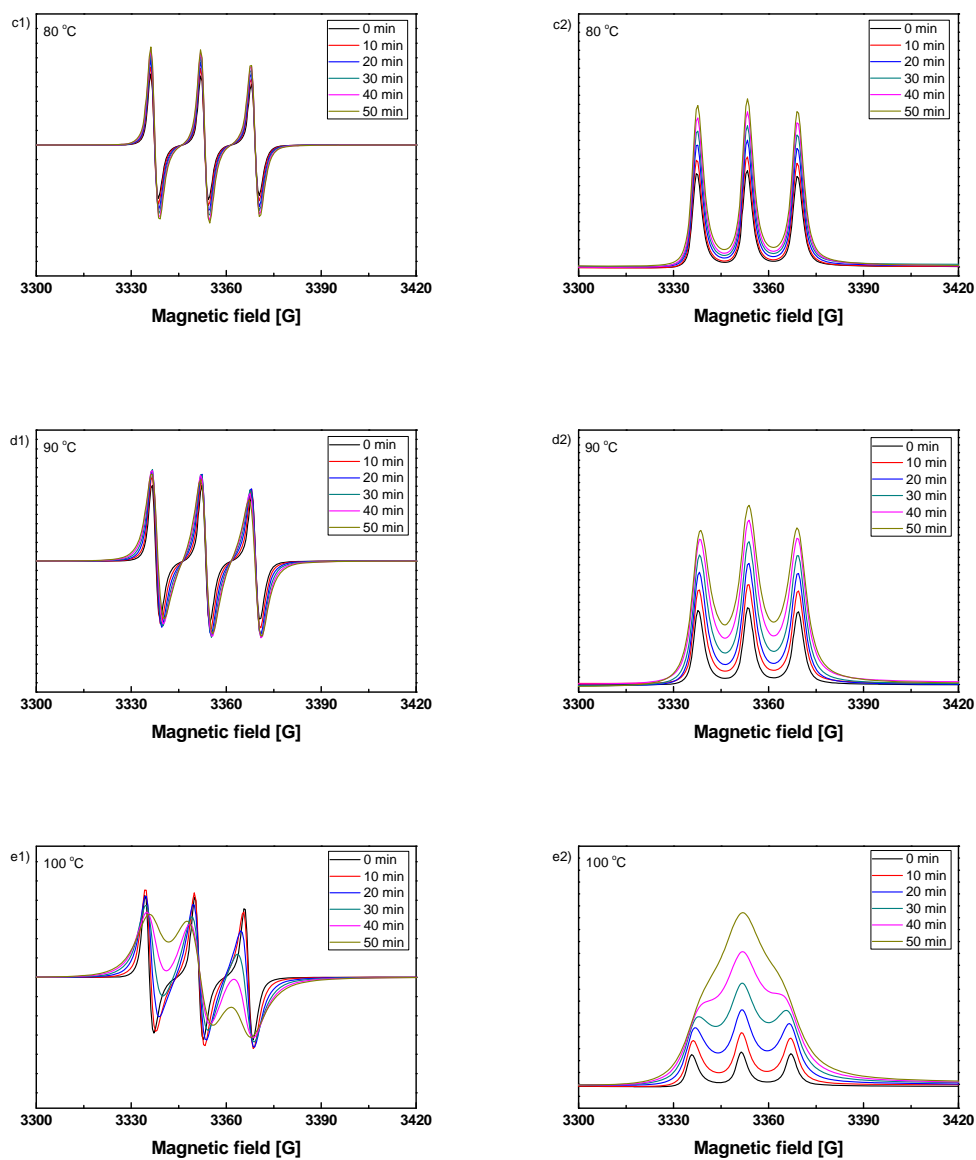 c1)
80 °C
0 min
10 min
20 min
30 min
40 min
50 min
3300 3330 3360 3390 3420
Magnetic field [G]
c2)
80 °C
0 min
10 min
20 min
30 min
40 min
50 min
3300 3330 3360 3390 3420
Magnetic field [G]
d1)
90 °C
0 min
10 min
20 min
30 min
40 min
50 min
3300 3330 3360 3390 3420
Magnetic field [G]
d2)
90 °C
0 min
10 min
20 min
30 min
40 min
50 min
3300 3330 3360 3390 3420
Magnetic field [G]
e1)
100 °C
0 min
10 min
20 min
30 min
40 min
50 min
3300 3330 3360 3390 3420
Magnetic field [G]
e2)
100 °C
0 min
10 min
20 min
30 min
40 min
50 min
3300 3330 3360 3390 3420
Magnetic field [G]